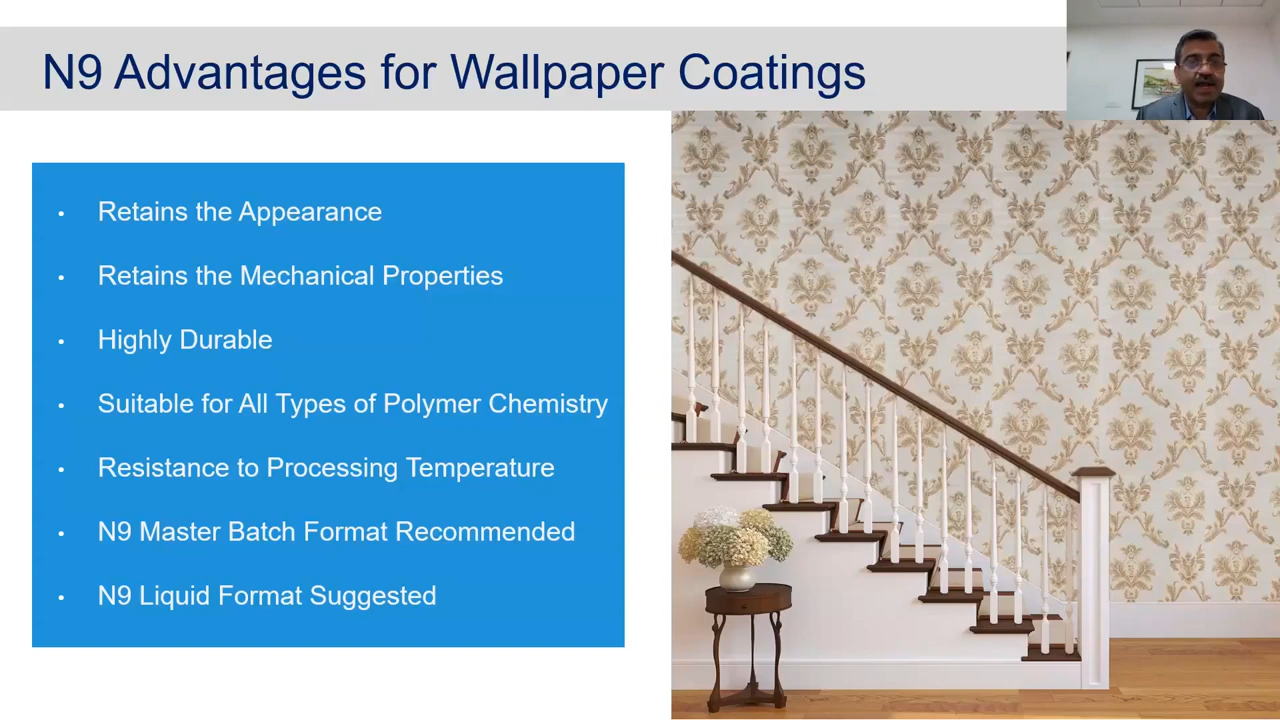 N9 Advantages for Wallpaper Coatings
• Retains the Appearance
• Retains the Mechanical Properties
• Highly Durable
• Suitable for All Types of Polymer Chemistry
• Resistance to Processing Temperature
• N9 Master Batch Format Recommended
• N9 Liquid Format Suggested